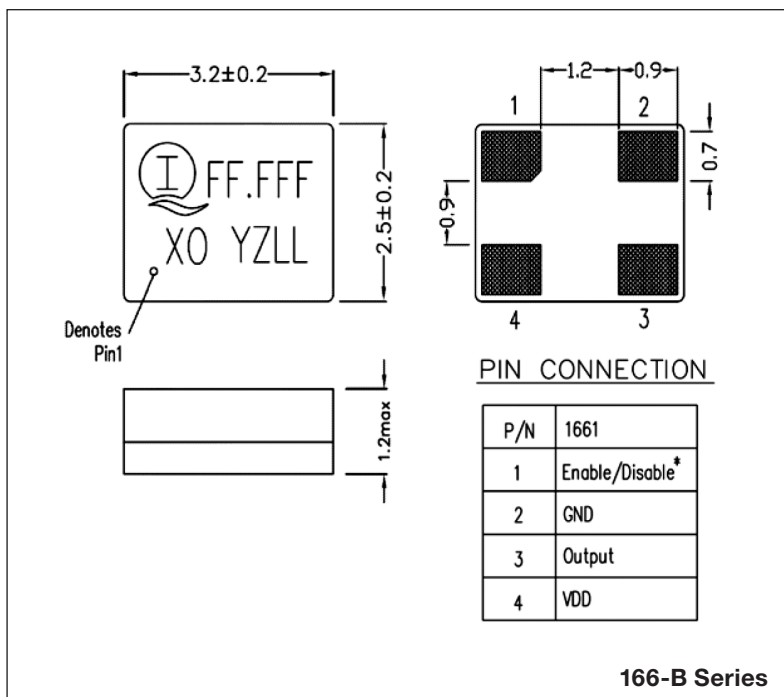 3.2±0.2
I FF.FFF
XO YZLL
2.5±0.2
Denotes
Pin1
1.2max
1.2 0.9
1 2
0.7
0.9
4 3
PIN CONNECTION
P/N 1661
1 Enable/Disable*
2 GND
3 Output
4 VDD
166-B Series